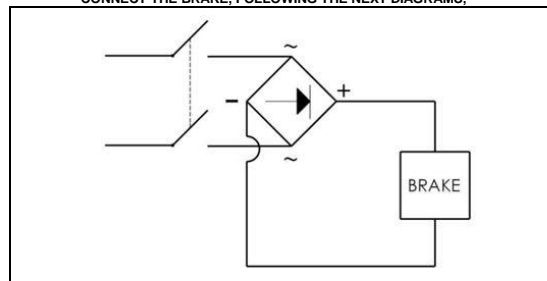 CONNECT THE BRAKE, FOLLOWING THE NEXT DIAGRAMS;
~
- +
~
BRAKE